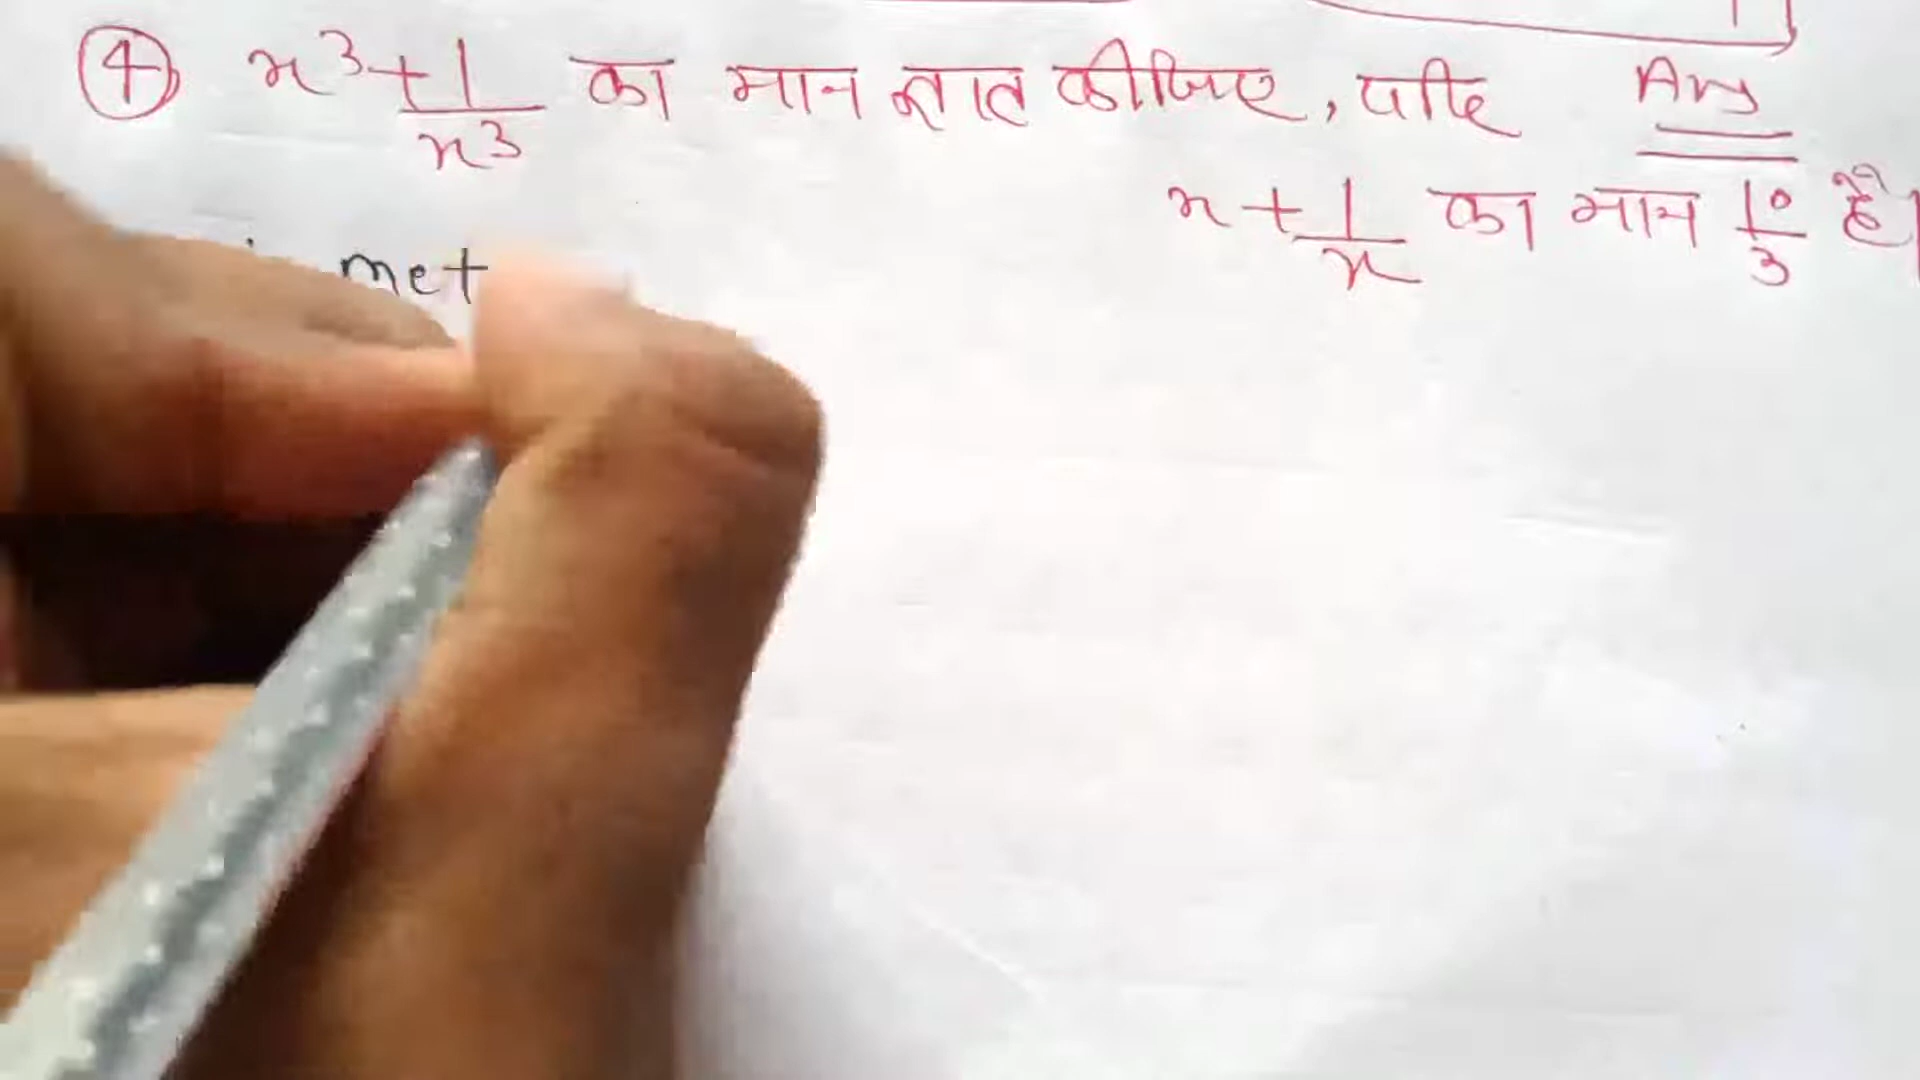 ④ x³ + 1/x³ का मान ज्ञात कीजिए, यदि
Ans
x + 1/x का मान 10/3 है।
met